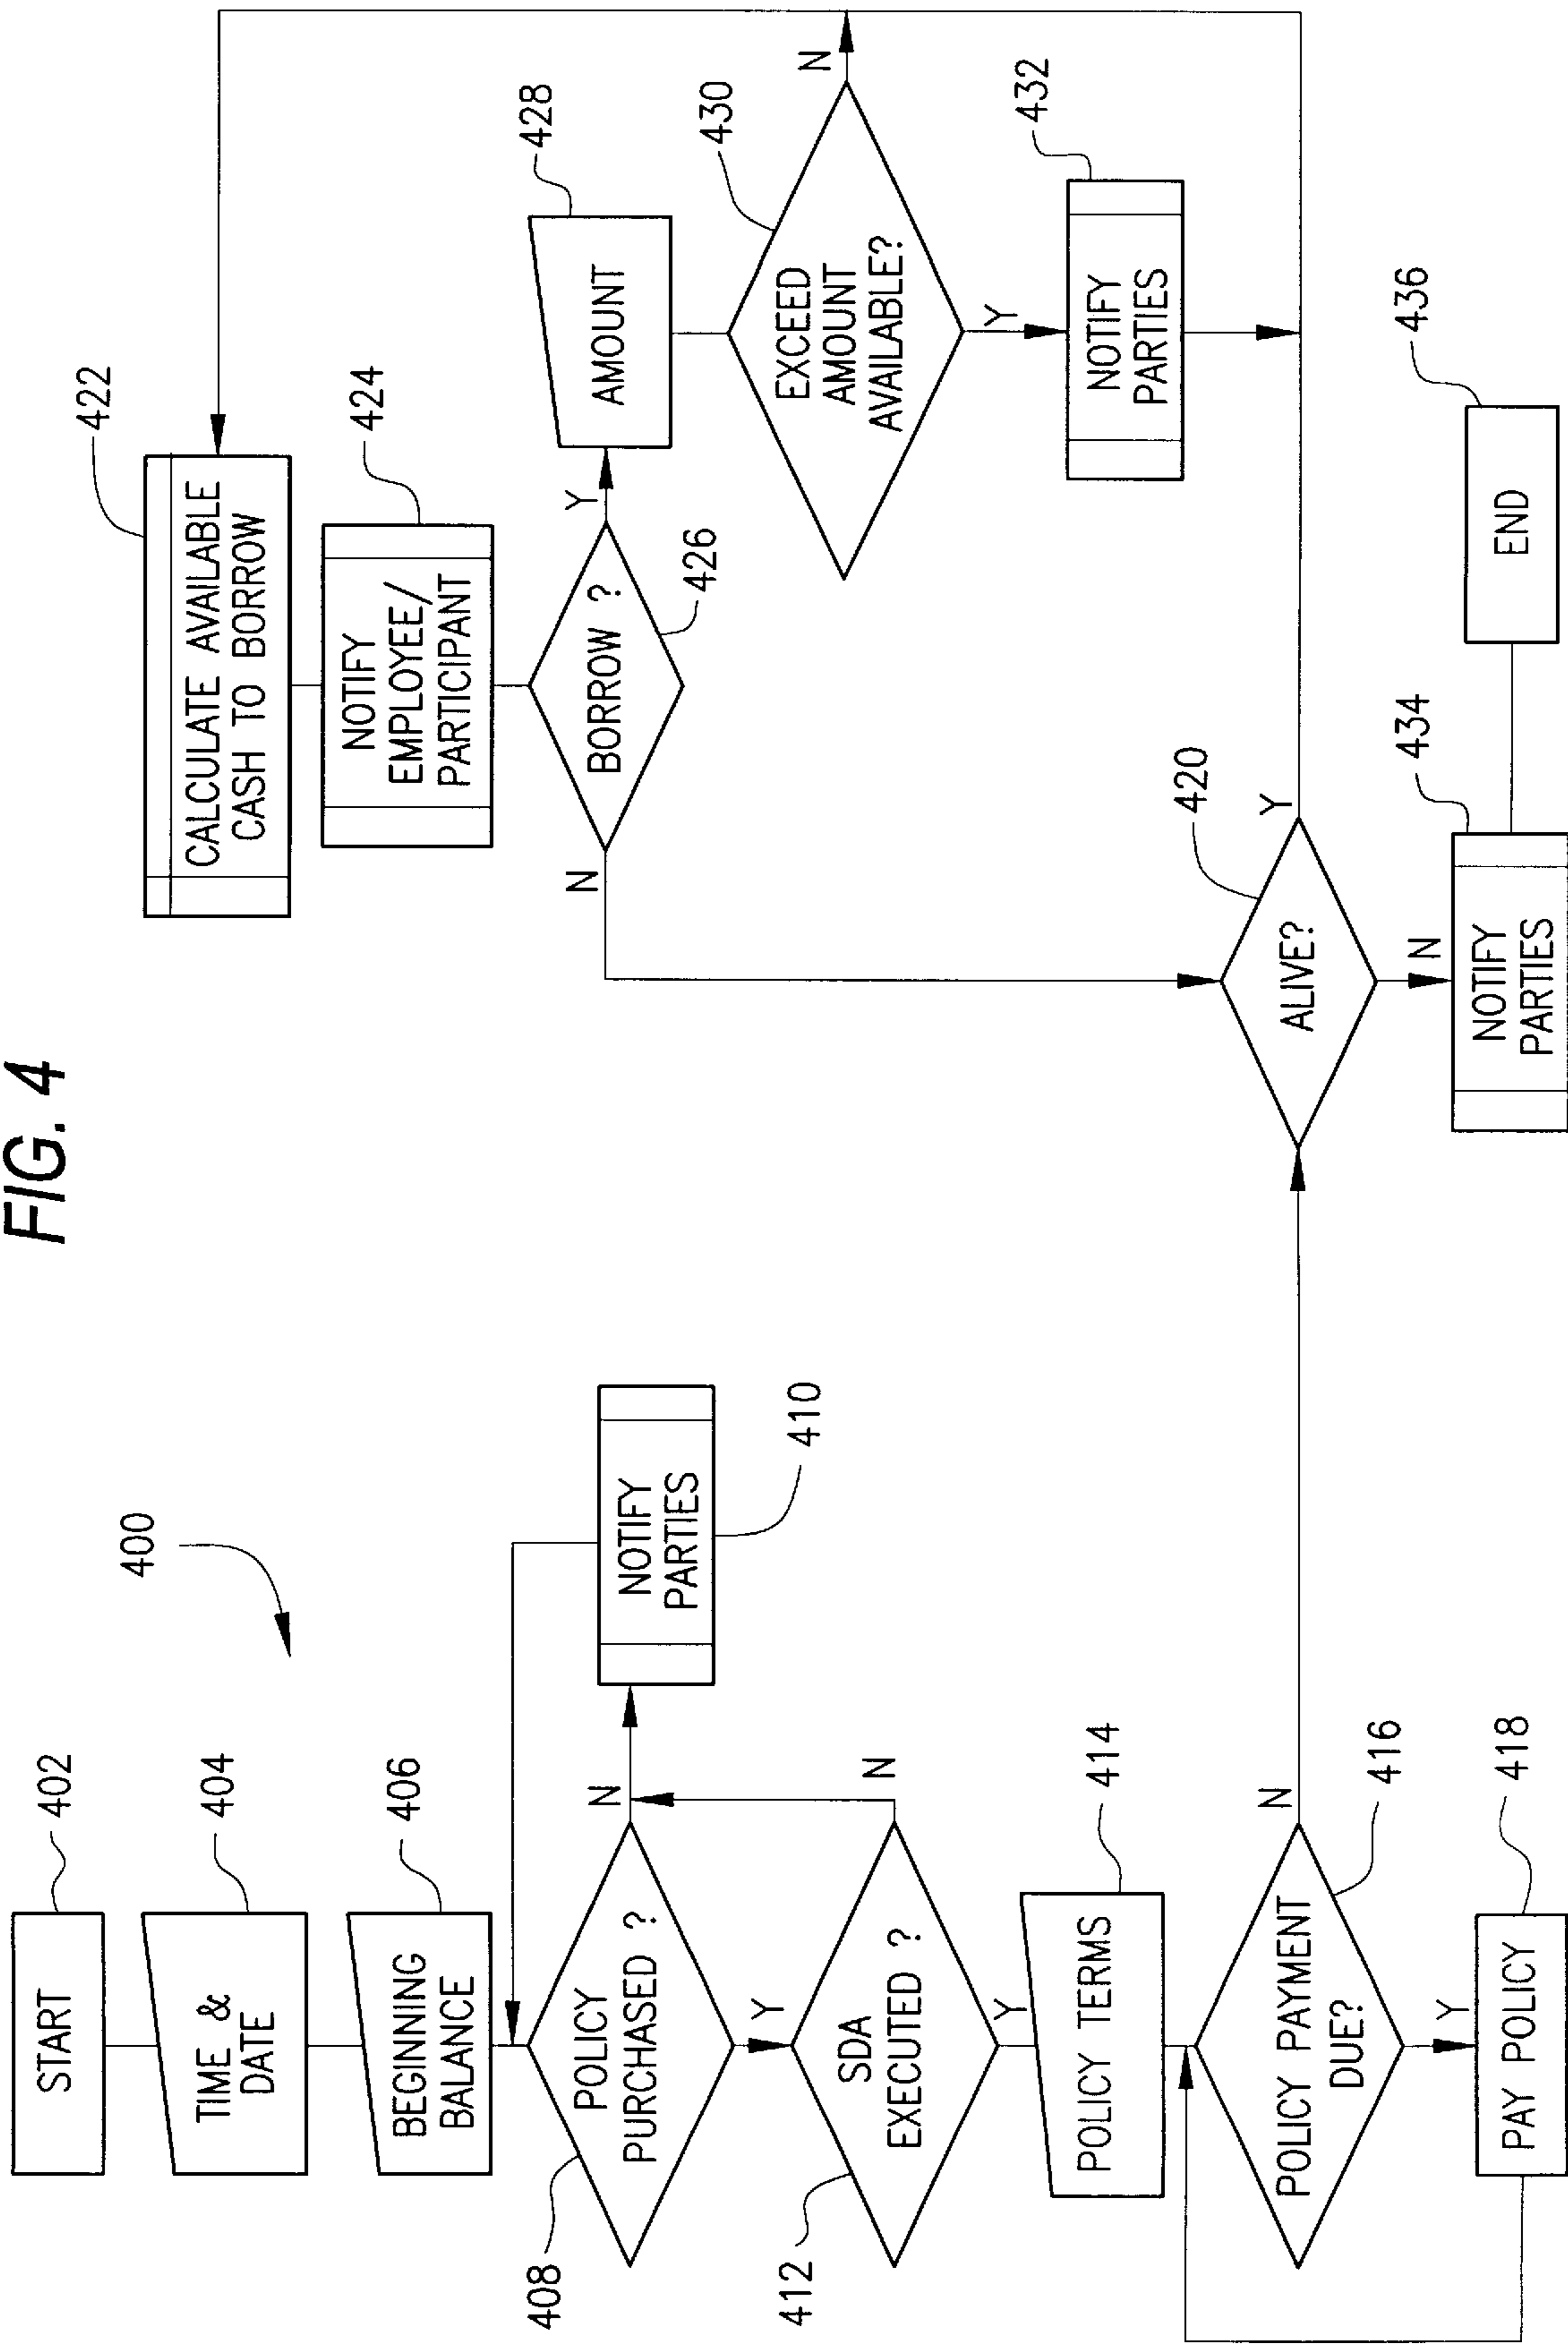 FIG. 4
400
START
402
TIME &
DATE
404
BEGINNING
BALANCE
406
POLICY
PURCHASED ?
408
N
Y
NOTIFY
PARTIES
410
SDA
EXECUTED ?
412
N
Y
POLICY TERMS
414
POLICY PAYMENT
DUE?
416
N
Y
PAY POLICY
418
ALIVE?
420
Y
N
CALCULATE AVAILABLE
CASH TO BORROW
422
NOTIFY
EMPLOYEE/
PARTICIPANT
424
BORROW ?
426
N
Y
AMOUNT
428
EXCEED
AMOUNT
AVAILABLE?
430
N
Y
NOTIFY
PARTIES
432
NOTIFY
PARTIES
434
END
436